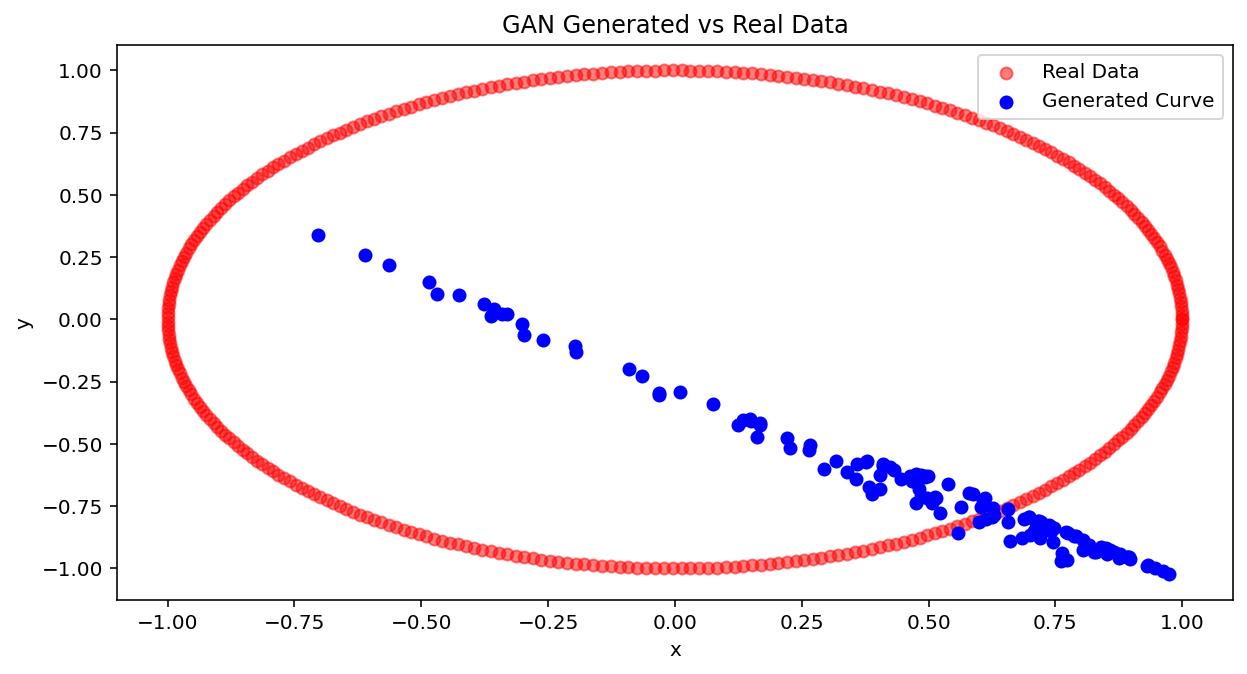 GAN Generated vs Real Data
Real Data
Generated Curve
1.00
0.75
0.50
0.25
0.00
−0.25
−0.50
−0.75
−1.00
y
−1.00 −0.75 −0.50 −0.25 0.00 0.25 0.50 0.75 1.00
x